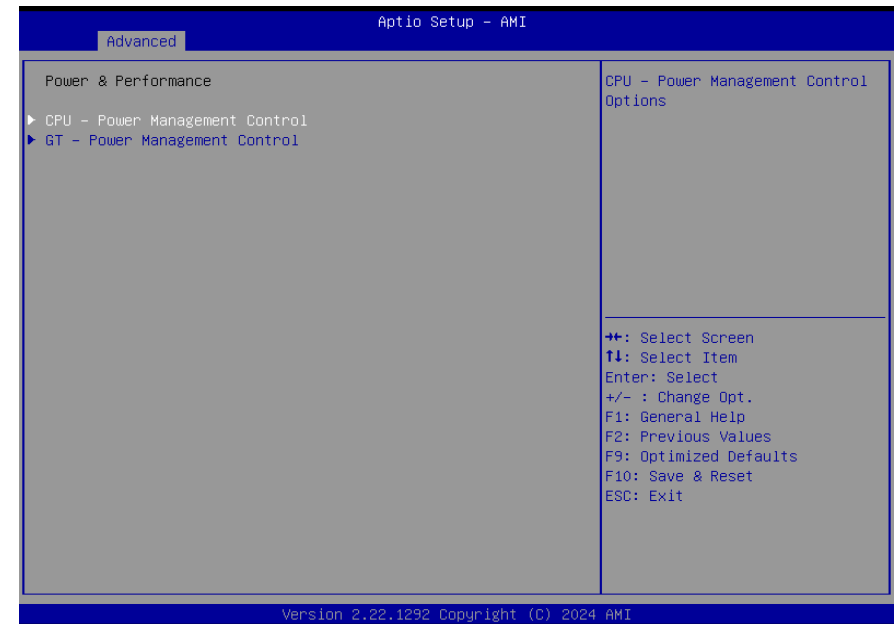 Aptio Setup – AMI
Advanced
Power & Performance
CPU – Power Management Control
GT – Power Management Control
CPU – Power Management Control
Options
→←: Select Screen
↑↓: Select Item
Enter: Select
+/- : Change Opt.
F1: General Help
F2: Previous Values
F9: Optimized Defaults
F10: Save & Reset
ESC: Exit
Version 2.22.1292 Copyright (C) 2024 AMI